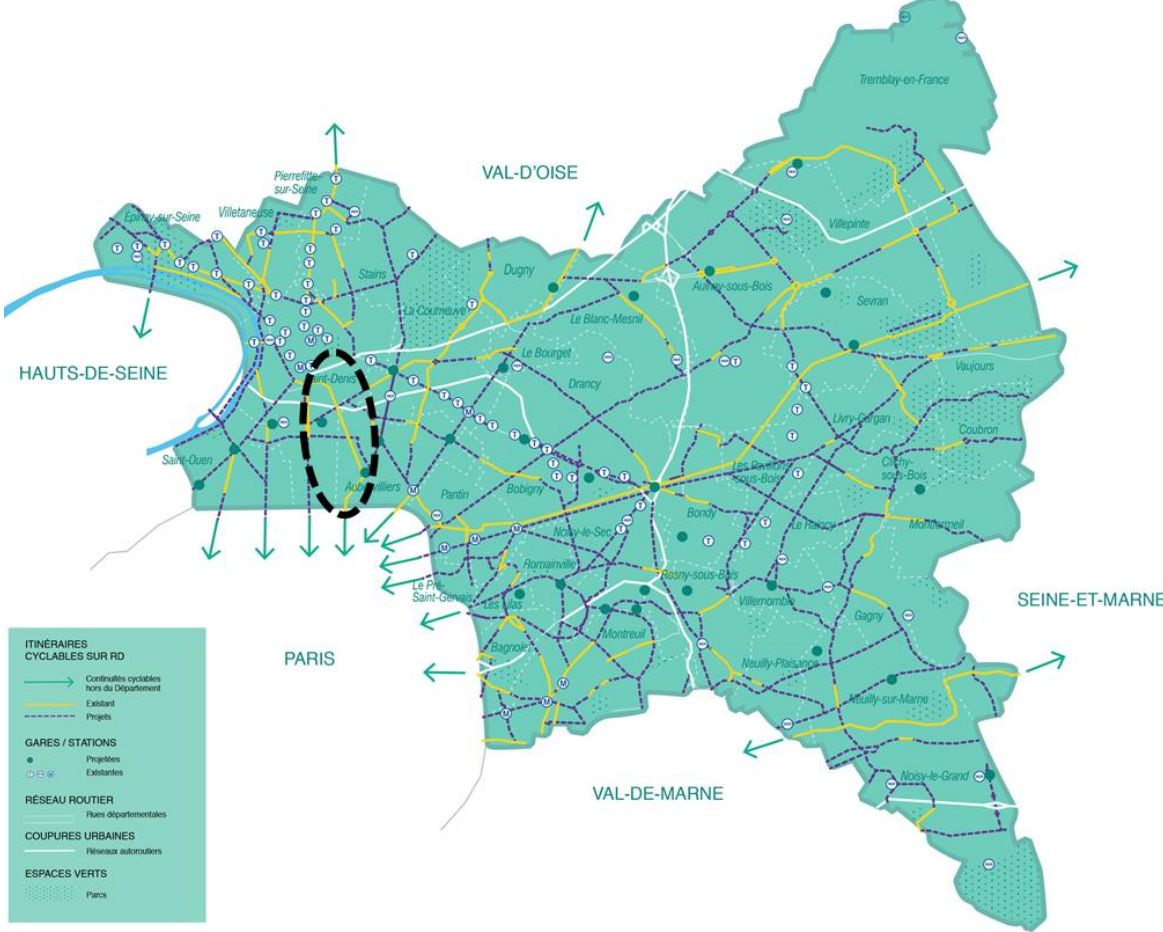 Tremblay-en-France
VAL-D'OISE
Pierrefitte-
sur-Seine
Epinay-sur-Seine
Villetaneuse
Villepinte
Stains
Dugny
Aulnay-sous-Bois
Sevran
La Courneuve
Le Blanc-Mesnil
Le Bourget
HAUTS-DE-SEINE
Saint-Denis
Drancy
Vaujours
Livry-Gargan
Coubron
Saint-Ouen
Clichy-
sous-Bois
Les Pavillons-
sous-Bois
Aubervilliers
Pantin
Bobigny
Bondy
Le Raincy
Montfermeil
Noisy-le-Sec
Romainville
Rosny-sous-Bois
Le Pré-
Saint-Gervais
Les Lilas
Villemomble
SEINE-ET-MARNE
Gagny
Montreuil
PARIS
Bagnolet
Neuilly-Plaisance
Neuilly-sur-Marne
Noisy-le-Grand
VAL-DE-MARNE
ITINÉRAIRES
CYCLABLES SUR RD
Continuités cyclables
hors du Département
Existant
Projets
GARES / STATIONS
Projetées
Existantes
RÉSEAU ROUTIER
Rues départementales
COUPURES URBAINES
Réseaux autoroutiers
ESPACES VERTS
Parcs